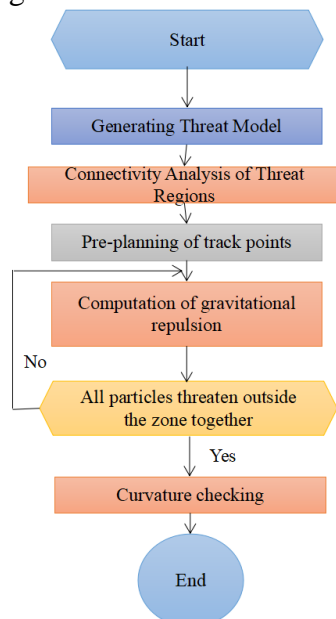 Start
Generating Threat Model
Connectivity Analysis of Threat
Regions
Pre-planning of track points
Computation of gravitational
repulsion
No
All particles threaten outside
the zone together
Yes
Curvature checking
End